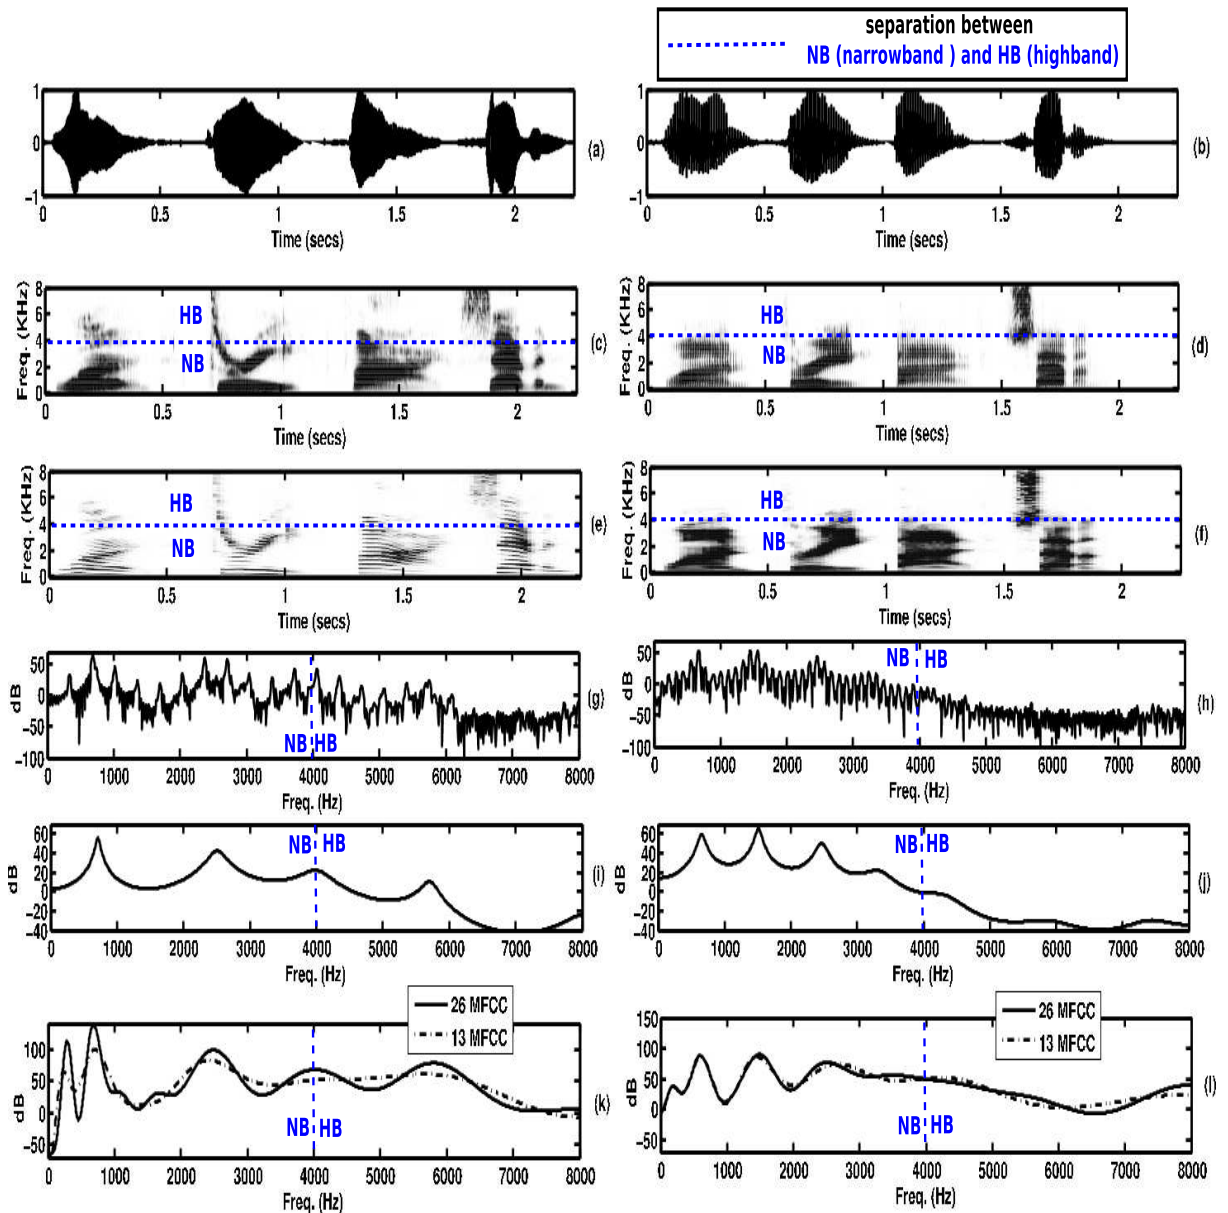 separation between
NB (narrowband ) and HB (highband)
1
0
−1
0 0.5 1 1.5 2
Time (secs)
(a)
1
0
−1
0 0.5 1 1.5 2
Time (secs)
(b)
Freq. (KHz)
8
6
4
2
0
HB
NB
0 0.5 1 1.5 2
Time (secs)
(c)
Freq. (KHz)
8
6
4
2
0
HB
NB
0 0.5 1 1.5 2
Time (secs)
(d)
Freq. (KHz)
8
6
4
2
0
HB
NB
0 0.5 1 1.5 2
Time (secs)
(e)
Freq. (KHz)
8
6
4
2
0
HB
NB
0 0.5 1 1.5 2
Time (secs)
(f)
dB
50
0
−50
−100
NB HB
0 1000 2000 3000 4000 5000 6000 7000 8000
Freq. (Hz)
(g)
dB
50
0
−50
−100
NB HB
0 1000 2000 3000 4000 5000 6000 7000 8000
Freq. (Hz)
(h)
dB
60
40
20
0
−20
−40
NB HB
0 1000 2000 3000 4000 5000 6000 7000 8000
Freq. (Hz)
(i)
dB
60
40
20
0
−20
−40
NB HB
0 1000 2000 3000 4000 5000 6000 7000 8000
Freq. (Hz)
(j)
26 MFCC
13 MFCC
dB
100
50
0
−50
NB HB
0 1000 2000 3000 4000 5000 6000 7000 8000
Freq. (Hz)
(k)
26 MFCC
13 MFCC
dB
150
100
50
0
−50
NB HB
0 1000 2000 3000 4000 5000 6000 7000 8000
Freq. (Hz)
(l)